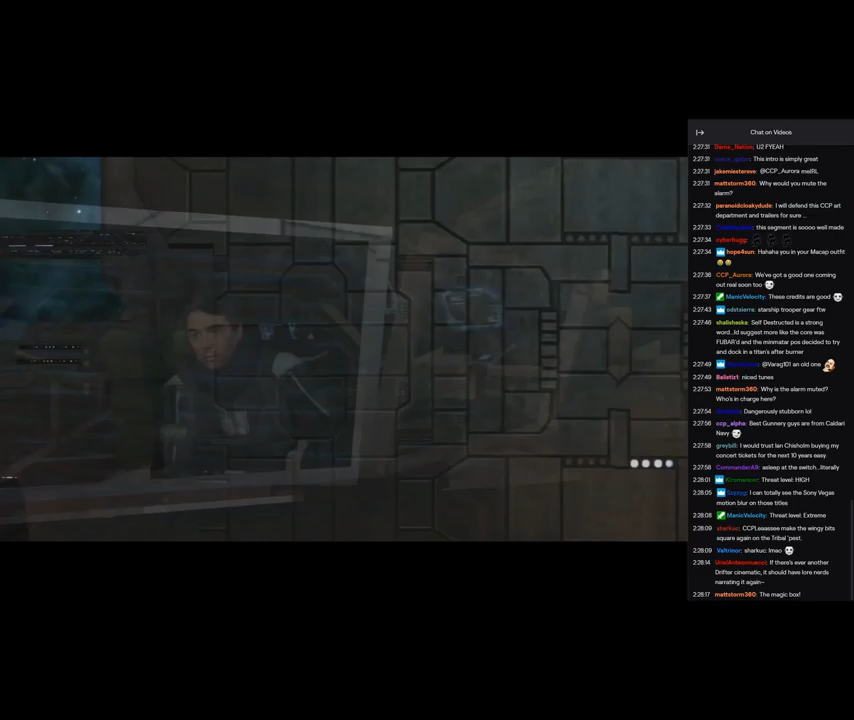 Chat on Videos
2:27:31 Dame_Nation: U2 FYEAH
2:27:31 This intro is simply great
2:27:31 jakemiesterove: @CCP_Aurora meIRL
2:27:31 mattstorm360: Why would you mute the
alarm?
2:27:32 paranoidcloakydude: I will defend this CCP art
department and trailers for sure ...
2:27:33 this segment is soooo well made
2:27:34
2:27:34 hope4sun: Hahaha you in your Macap outfit
2:27:36 CCP_Aurora: We've got a good one coming
out real soon too
2:27:37 ManicVelocity: These credits are good
2:27:43 edstsierra: starship trooper gear ftw
2:27:46 shalisheska: Self Destructed is a strong
word...Id suggest more like the core was
FUBAR'd and the minmatar pos decided to try
and dock in a titan's after burner
2:27:49 @Varag101 an old one
2:27:49 niced tunes
2:27:53 mattstorm360: Why is the alarm muted?
Who's in charge here?
2:27:54 Dangerously stubborn lol
2:27:56 ccp_alpha: Best Gunnery guys are from Caldari
Navy
2:27:58 greybill: I would trust Ian Chisholm buying my
concert tickets for the next 10 years easy.
2:27:58 CommanderA9: asleep at the switch...literally
2:28:01 Kiromancer: Threat level: HIGH
2:28:05 I can totally see the Sony Vegas
motion blur on those titles
2:28:08 ManicVelocity: Threat level: Extreme
2:28:09 sharkuc: CCPLeaassee make the wingy bits
square again on the Tribal 'pest.
2:28:09 Valtrinor: sharkuc: lmao
2:28:14 If there's ever another
Drifter cinematic, it should have lore nerds
narrating it again~
2:28:17 mattstorm360: The magic box!